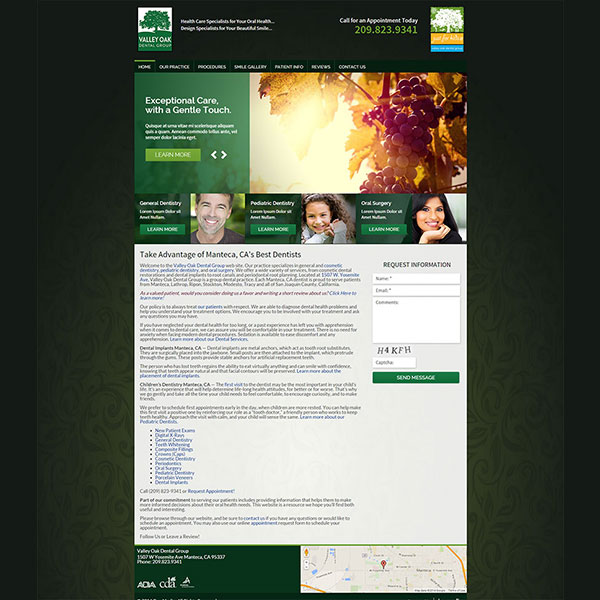 VALLEY OAK
DENTAL GROUP
Health Care Specialists for Your Oral Health...
Design Specialists for Your Beautiful Smile...
Call for an Appointment Today
209.823.9341
just for kids
valley oak dental group
HOME OUR PRACTICE PROCEDURES SMILE GALLERY PATIENT INFO REVIEWS CONTACT US
Exceptional Care,
with a Gentle Touch.
Quisque at urna vitae mi scelerisque aliquam
quis a quam. Aenean commodo tellus ante, vel
semper dolor lacinia eget.
LEARN MORE
General Dentistry
Lorem Ipsum Dolor sit
Amet Nullam.
LEARN MORE
Pediatric Dentistry
Lorem Ipsum Dolor sit
Amet Nullam.
LEARN MORE
Oral Surgery
Lorem Ipsum Dolor sit
Amet Nullam.
LEARN MORE
Take Advantage of Manteca, CA's Best Dentists
Welcome to the Valley Oak Dental Group web site. Our practice specializes in general and cosmetic
dentistry, pediatric dentistry, and oral surgery. We offer a wide variety of services, from cosmetic dental
restorations and dental implants to root canals and periodontal root planning. Located at 1507 W. Yosemite
Ave, Valley Oak Dental Group is a group dental practice. Each Manteca, CA dentist is proud to serve patients
from Manteca, Lathrop, Ripon, Stockton, Modesto, Tracy and all of San Joaquin County, California.
As a valued patient, would you consider doing us a favor and writing a short review about us? Click Here to
learn more!
Our policy is always treat our patients with respect. We are able to diagnose dental health problems and
help you understand your treatment options. We encourage you to be involved with your treatment and ask
any questions you may have.
If you have neglected your dental health for too long, or a past experience has left you with apprehension
when it comes to dental care, we can assure you will be comfortable in your treatment. There is no need for
anxiety when facing modern dental procedures. Sedation is available to ease discomfort and any
apprehension. Learn more about our Dental Services.
Dental Implants Manteca, CA — Dental implants are metal anchors, which act as tooth root substitutes.
They are surgically placed into the jawbone. Small posts are then attached to the implant, which protrude
through the gums. These posts provide stable anchors for artificial replacement teeth.
The person who has lost teeth regains the ability to eat virtually anything and can smile with confidence,
knowing that teeth appear natural and that facial contours will be preserved. Learn more about the
placement of dental implants.
Children's Dentistry Manteca, CA — The first visit to the dentist may be the most important in your child's
life. It's an experience that will help determine life-long health attitudes, for better or for worse. That's why
we go gently and take all the time your child needs to feel comfortable, to encourage curiosity, and to make
friends.
We prefer to schedule first appointments early in the day, when children are more rested. You can help make
this first visit a positive one by reinforcing our role as a "tooth doctor," a friendly person who works to keep
teeth healthy. Approach the visit with calm, and your child will sense the same. Learn more about our
Pediatric Dentists.
New Patient Exams
Digital X-Rays
General Dentistry
Teeth Whitening
Composite Fillings
Crowns (Caps)
Cosmetic Dentistry
Periodontics
Oral Surgery
Pediatric Dentistry
Porcelain Veneers
Dental Implants
Call (209) 823-9341 or Request Appointment!
Part of our commitment to serving our patients includes providing information that helps them to make
more informed decisions about their oral health needs. This website is a resource we hope you'll find both
useful and interesting.
Please browse through our website, and be sure to contact us if you have any questions or would like to
schedule an appointment. You may also use our online appointment request form to schedule your
appointment.
Follow Us or Leave a Review!
REQUEST INFORMATION
Name: *
Email: *
Comments:
H4KFH
Captcha:
SEND MESSAGE
Valley Oak Dental Group
1507 W Yosemite Ave Manteca, CA 95337
Phone: 209.823.9341
ADA cda